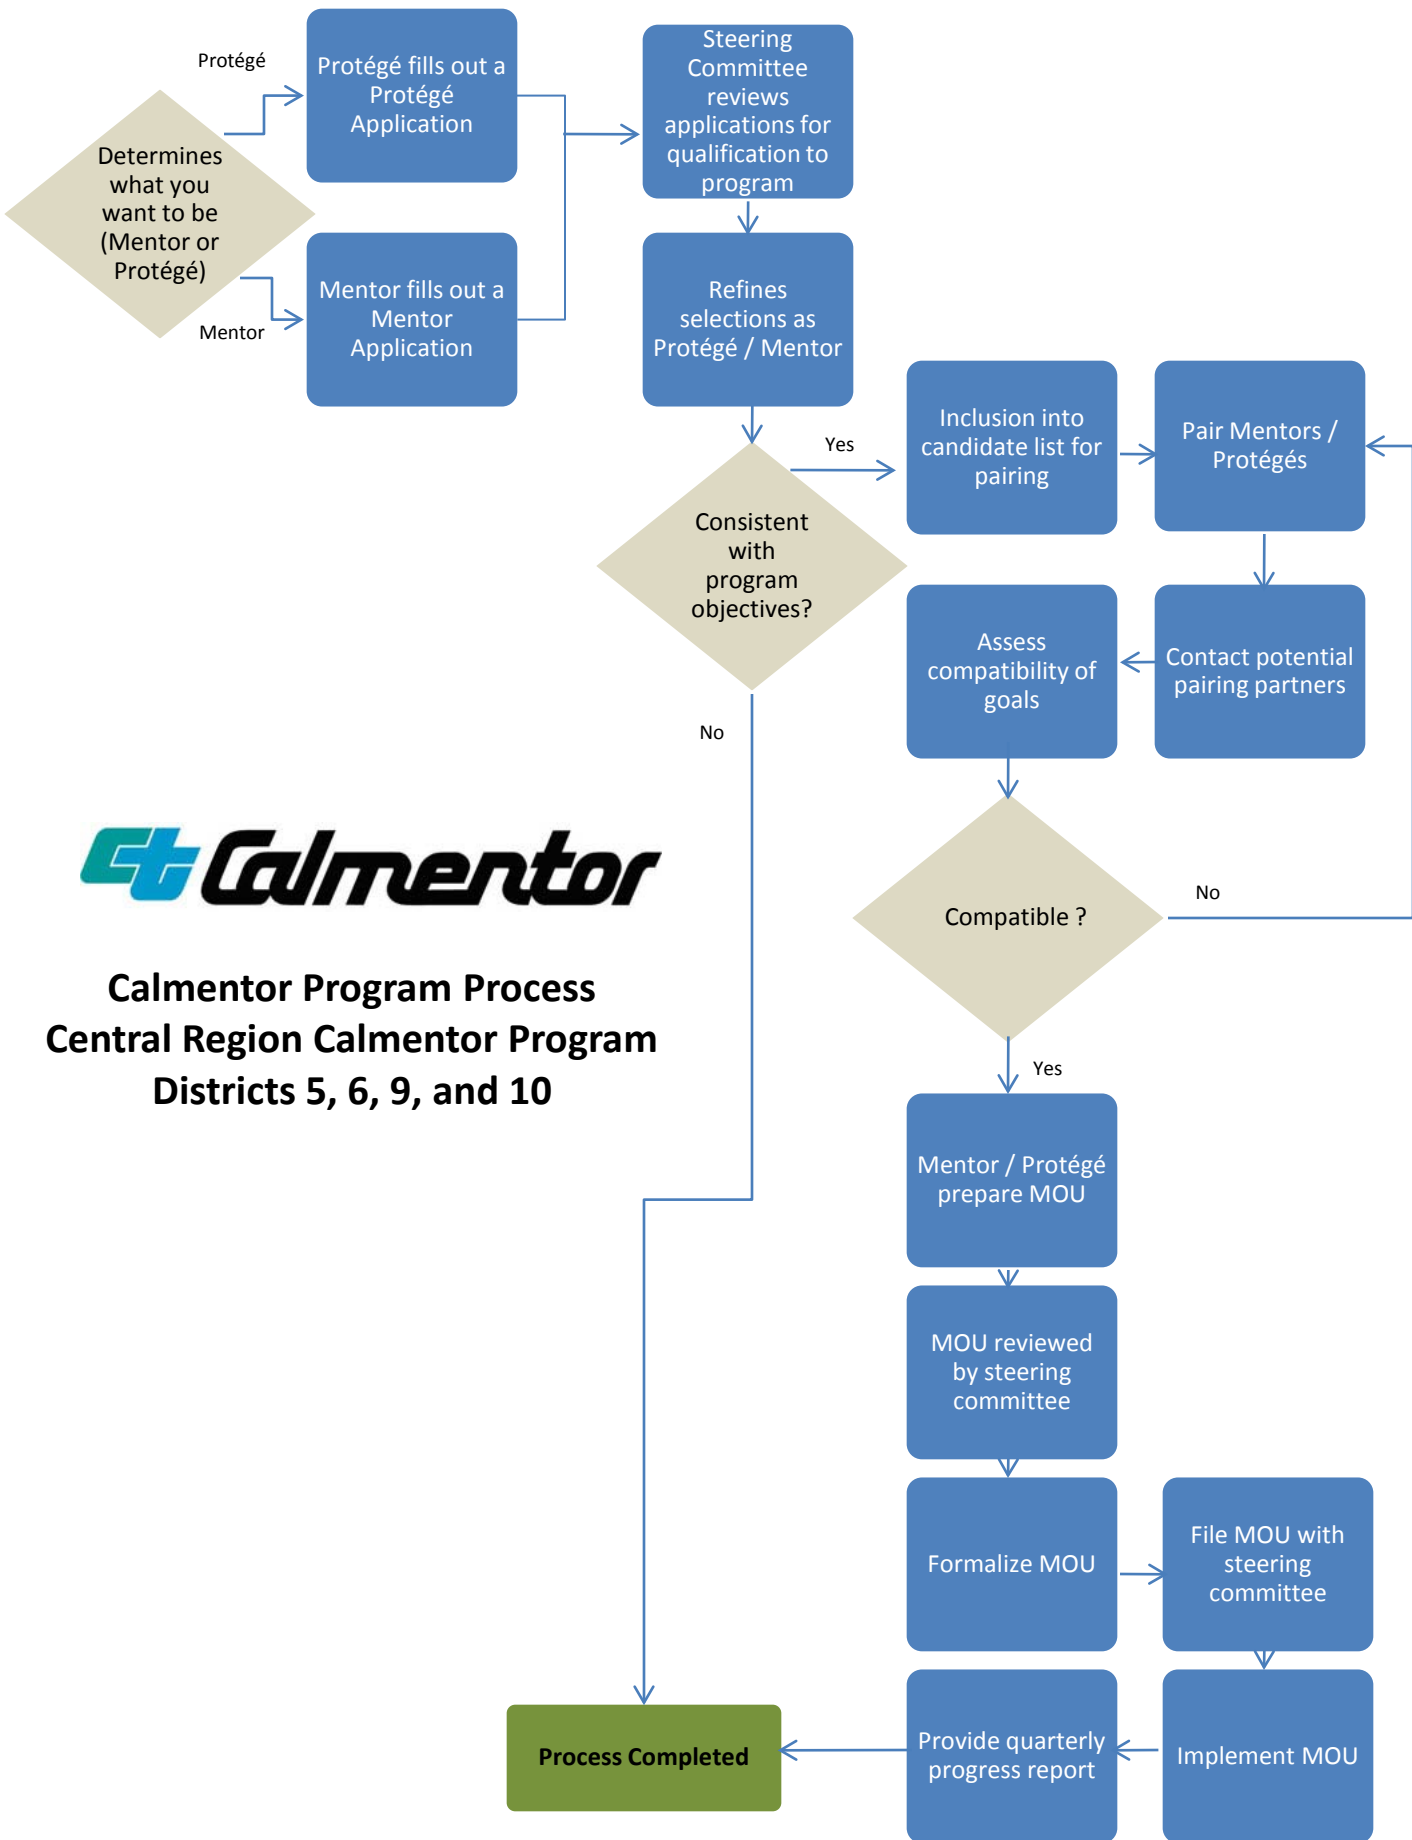 Determines
what you
want to be
(Mentor or
Protégé)
Protégé
Mentor
Protégé fills out a
Protégé
Application
Mentor fills out a
Mentor
Application
Steering
Committee
reviews
applications for
qualification to
program
Refines
selections as
Protégé / Mentor
Consistent
with
program
objectives?
Yes
No
Inclusion into
candidate list for
pairing
Pair Mentors /
Protégés
Contact potential
pairing partners
Assess
compatibility of
goals
Compatible ?
No
Yes
Ct Calmentor
Calmentor Program Process
Central Region Calmentor Program
Districts 5, 6, 9, and 10
Mentor / Protégé
prepare MOU
MOU reviewed
by steering
committee
Formalize MOU
File MOU with
steering
committee
Implement MOU
Provide quarterly
progress report
Process Completed